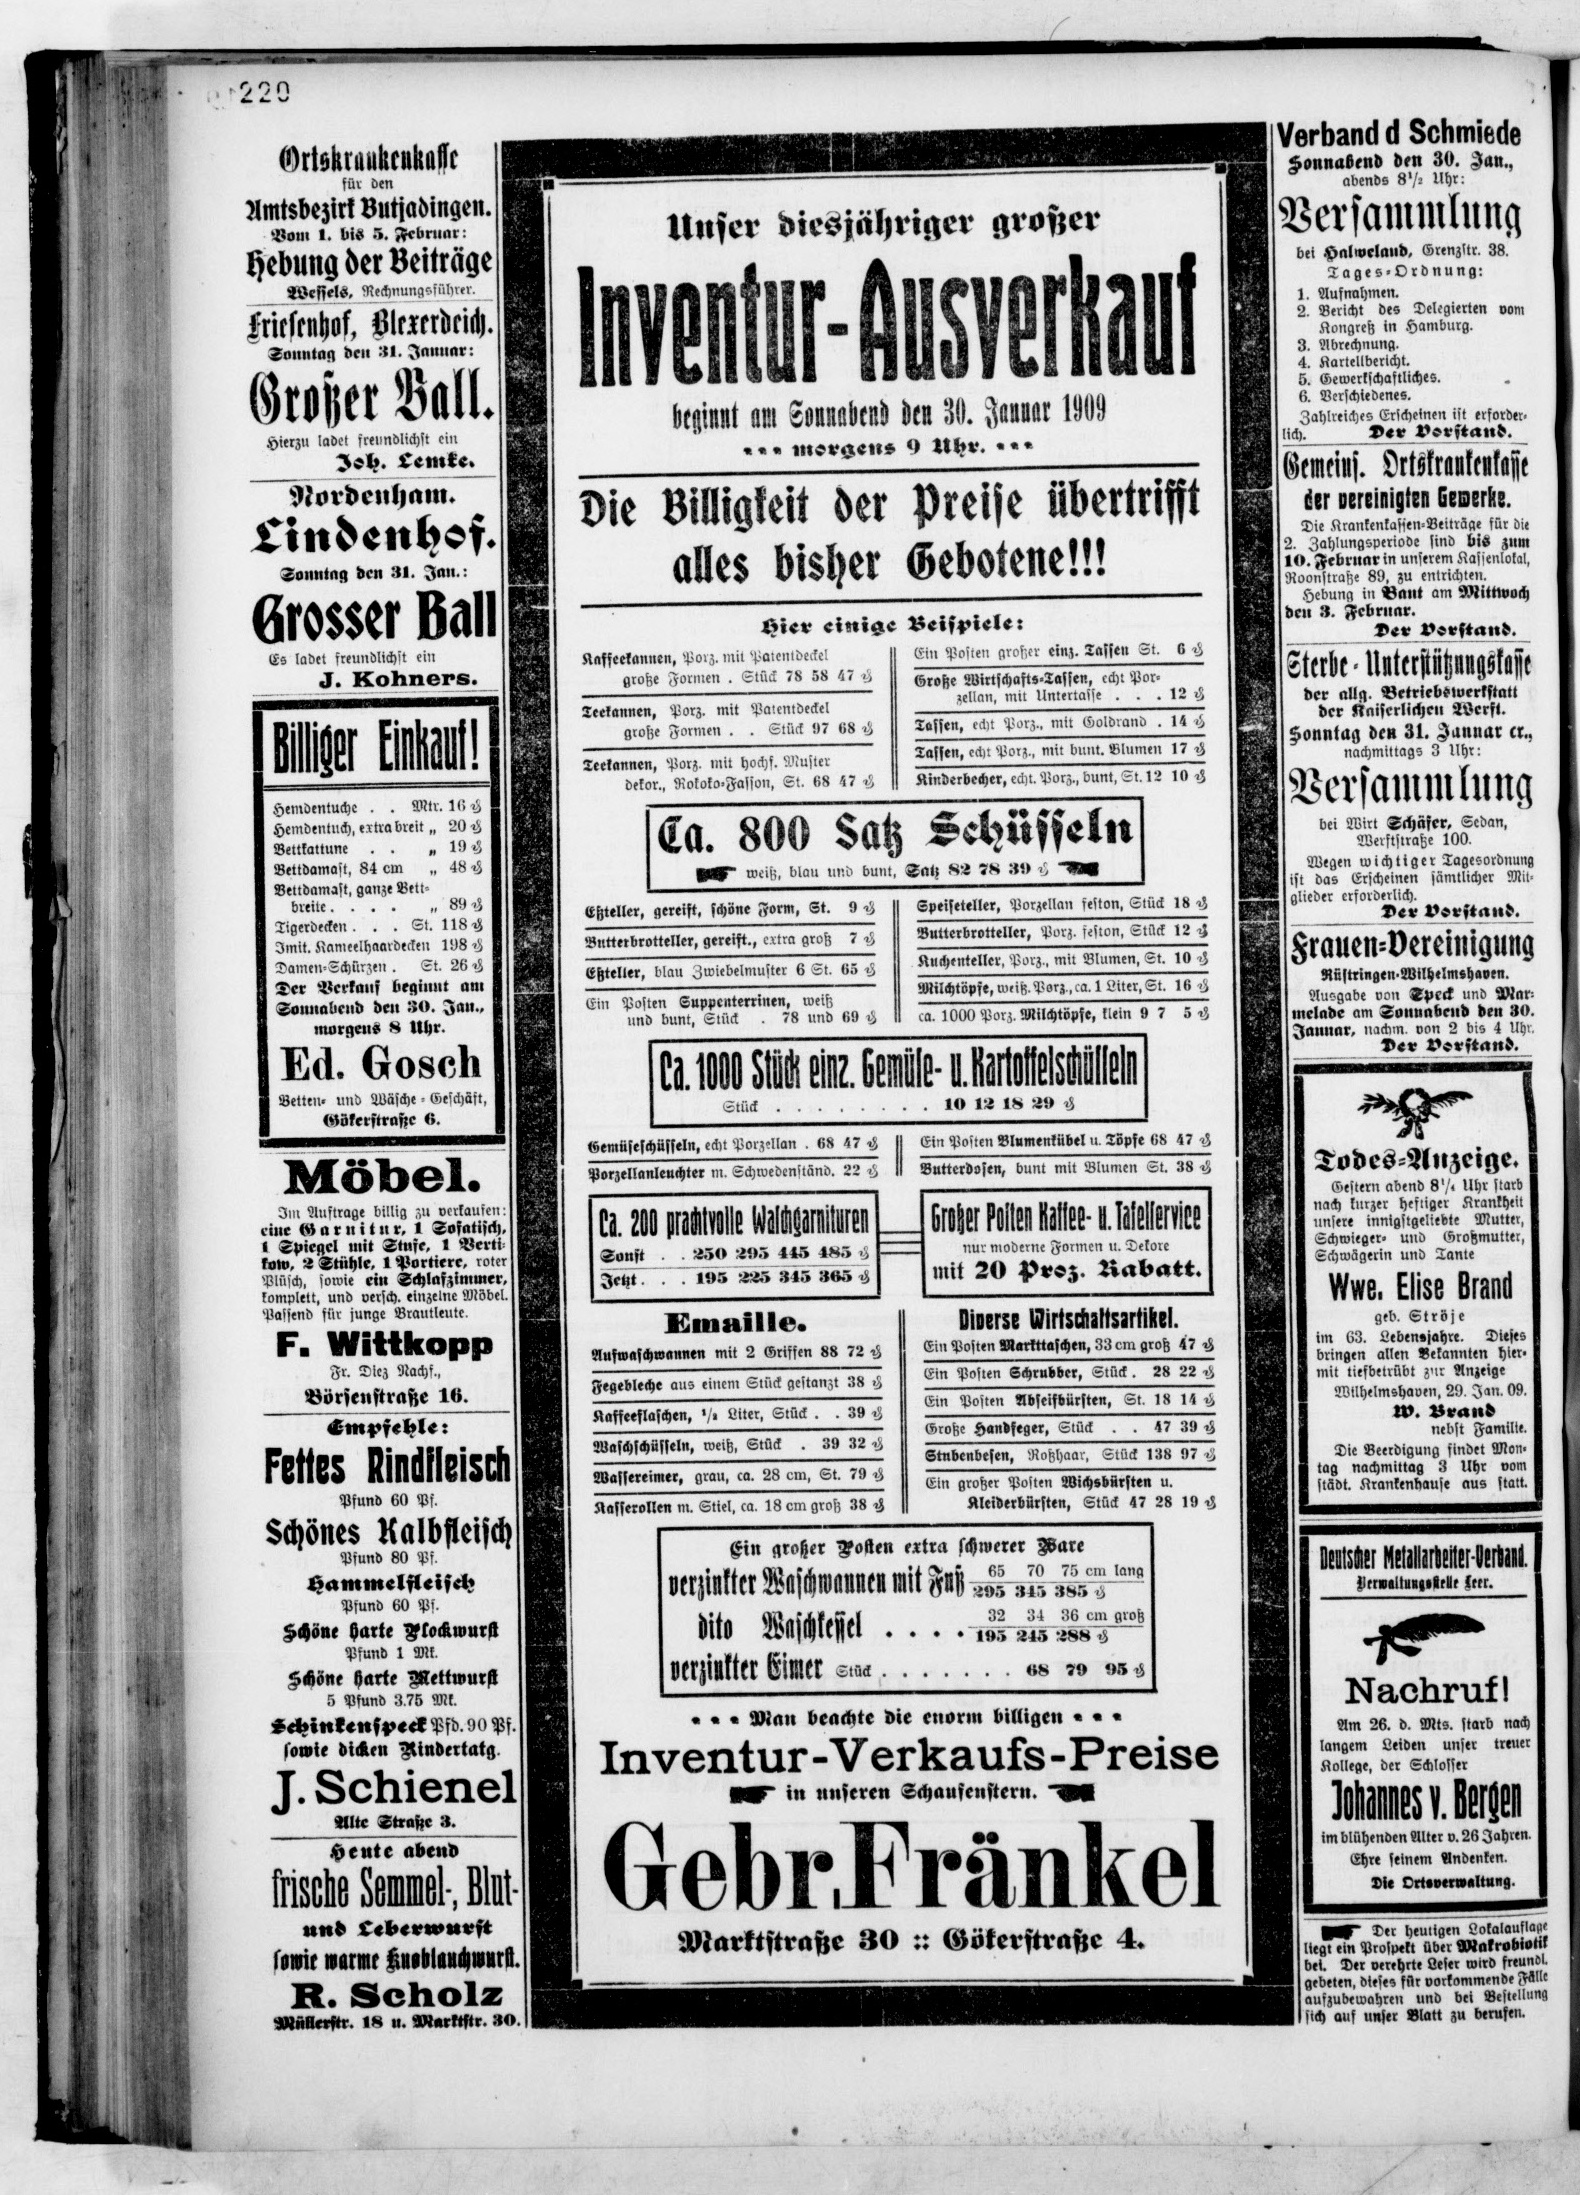 220
Ortskrankenkasse
für den
Amtsbezirk Butjadingen.
Vom 1. bis 5. Februar:
Hebung der Beiträge
Wessels, Rechnungsführer.
Friesenhof, Blexerdeich.
Sonntag den 31. Januar:
Großer Ball.
Hierzu ladet freundlichst ein
Joh. Lemke.
Nordenham.
Lindenhof.
Sonntag den 31. Jan.:
Grosser Ball
Es ladet freundlichst ein
J. Kohners.
Billiger Einkauf!
Hemdentuche . . Mtr. 16 ₰
Hemdentuch, extra breit „ 20 ₰
Bettkattune . . „ 19 ₰
Bettdamast, 84 cm „ 48 ₰
Bettdamast, ganze Bett-
breite . . . . „ 89 ₰
Tigerdecken . . . St. 118 ₰
Imit. Kameelhaardecken 198 ₰
Damen-Schürzen . St. 26 ₰
Der Verkauf beginnt am
Sonnabend den 30. Jan.,
morgens 8 Uhr.
Ed. Gosch
Betten- und Wäsche-Geschäft,
Gökerstraße 6.
Möbel.
Im Auftrage billig zu verkaufen:
eine Garnitur, 1 Sofatisch,
1 Spiegel mit Stufe, 1 Verti-
kow, 2 Stühle, 1 Portiere, roter
Plüsch, sowie ein Schlafzimmer,
komplett, und versch. einzelne Möbel.
Passend für junge Brautleute.
F. Wittkopp
Fr. Diez Nachf.,
Börsenstraße 16.
Empfehle:
Fettes Rindfleisch
Pfund 60 Pf.
Schönes Kalbfleisch
Pfund 80 Pf.
Hammelfleisch
Pfund 60 Pf.
Schöne harte Plockwurst
Pfund 1 Mk.
Schöne harte Mettwurst
5 Pfund 3.75 Mk.
Schinkenspeck Pfd. 90 Pf.
sowie dicken Rindertalg.
J. Schienel
Alte Straße 3.
Heute abend
frische Semmel-, Blut-
und Leberwurst
sowie warme Knoblauchwurst.
R. Scholz
Müllerstr. 18 u. Marktstr. 30.
Unser diesjähriger großer
Inventur-Ausverkauf
beginnt am Sonnabend den 30. Januar 1909
morgens 9 Uhr.
Die Billigkeit der Preise übertrifft
alles bisher Gebotene!!!
Hier einige Beispiele:
Kaffeekannen, Porz. mit Patentdeckel
große Formen . Stück 78 58 47 ₰
Teekannen, Porz. mit Patentdeckel
große Formen . . Stück 97 68 ₰
Teekannen, Porz. mit hochf. Muster
dekor., Rokoko-Fasson, St. 68 47 ₰
Ein Posten großer einz. Tassen St. 6 ₰
Große Wirtschafts-Tassen, echt Por-
zellan, mit Untertasse . . . 12 ₰
Tassen, echt Porz., mit Goldrand . 14 ₰
Tassen, echt Porz., mit bunt. Blumen 17 ₰
Kinderbecher, echt. Porz., bunt, St. 12 10 ₰
Ca. 800 Satz Schüsseln
weiß, blau und bunt, Satz 82 78 39 ₰
Eßteller, gereift, schöne Form, St. 9 ₰
Butterbrotteller, gereift., extra groß 7 ₰
Eßteller, blau Zwiebelmuster 6 St. 65 ₰
Ein Posten Suppenterrinen, weiß
und bunt, Stück . 78 und 69 ₰
Speiseteller, Porzellan feston, Stück 18 ₰
Butterbrotteller, Porz. feston, Stück 12 ₰
Kuchenteller, Porz., mit Blumen, St. 10 ₰
Milchtöpfe, weiß. Porz., ca. 1 Liter, St. 16 ₰
ca. 1000 Porz. Milchtöpfe, klein 9 7 5 ₰
Ca. 1000 Stück einz. Gemüse- u. Kartoffelschüsseln
Stück . . . . . . . . 10 12 18 29 ₰
Gemüseschüsseln, echt Porzellan . 68 47 ₰
Porzellanleuchter m. Schwedenständ. 22 ₰
Ein Posten Blumenkübel u. Töpfe 68 47 ₰
Butterdosen, bunt mit Blumen St. 38 ₰
Ca. 200 prachtvolle Waschgarnituren
Sonst . . 250 295 445 485 ₰
Jetzt . . . 195 225 345 365 ₰
Großer Posten Kaffee- u. Tafelservice
nur moderne Formen u. Dekore
mit 20 Proz. Rabatt.
Emaille.
Aufwaschwannen mit 2 Griffen 88 72 ₰
Fegebleche aus einem Stück gestanzt 38 ₰
Kaffeeflaschen, ½ Liter, Stück . . 39 ₰
Waschschüsseln, weiß, Stück . 39 32 ₰
Wassereimer, grau, ca. 28 cm, St. 79 ₰
Kasserollen m. Stiel, ca. 18 cm groß 38 ₰
Diverse Wirtschaftsartikel.
Ein Posten Markttaschen, 33 cm groß 47 ₰
Ein Posten Schrubber, Stück . 28 22 ₰
Ein Posten Abseifbürsten, St. 18 14 ₰
Große Handfeger, Stück . . 47 39 ₰
Stubenbesen, Roßhaar, Stück 138 97 ₰
Ein großer Posten Wichsbürsten u.
Kleiderbürsten, Stück 47 28 19 ₰
Ein großer Posten extra schwerer Ware
verzinkter Waschwannen mit Fuß 65 70 75 cm lang
295 345 385 ₰
dito Waschkessel . . . . 32 34 36 cm groß
195 245 288 ₰
verzinkter Eimer Stück . . . . . . . 68 79 95 ₰
Man beachte die enorm billigen
Inventur-Verkaufs-Preise
in unseren Schaufenstern.
Gebr. Fränkel
Marktstraße 30 :: Gökerstraße 4.
Verband d Schmiede
Sonnabend den 30. Jan.,
abends 8½ Uhr:
Versammlung
bei Halweland, Grenzstr. 38.
Tages-Ordnung:
1. Aufnahmen.
2. Bericht des Delegierten vom
Kongreß in Hamburg.
3. Abrechnung.
4. Kartellbericht.
5. Gewerkschaftliches.
6. Verschiedenes.
Zahlreiches Erscheinen ist erforder-
lich. Der Vorstand.
Gemeins. Ortskrankenkasse
der vereinigten Gewerke.
Die Krankenkassen-Beiträge für die
2. Zahlungsperiode sind bis zum
10. Februar in unserem Kassenlokal,
Roonstraße 89, zu entrichten.
Hebung in Bant am Mittwoch
den 3. Februar.
Der Vorstand.
Sterbe-Unterstützungskasse
der allg. Betriebswerkstatt
der Kaiserlichen Werft.
Sonntag den 31. Januar cr.,
nachmittags 3 Uhr:
Versammlung
bei Wirt Schäfer, Sedan,
Werftstraße 100.
Wegen wichtiger Tagesordnung
ist das Erscheinen sämtlicher Mit-
glieder erforderlich.
Der Vorstand.
Frauen-Vereinigung
Rüstringen-Wilhelmshaven.
Ausgabe von Speck und Mar-
melade am Sonnabend den 30.
Januar, nachm. von 2 bis 4 Uhr.
Der Vorstand.
Todes-Anzeige.
Gestern abend 8¼ Uhr starb
nach kurzer heftiger Krankheit
unsere innigstgeliebte Mutter,
Schwieger- und Großmutter,
Schwägerin und Tante
Wwe. Elise Brand
geb. Ströje
im 63. Lebensjahre. Dieses
bringen allen Bekannten hier-
mit tiefbetrübt zur Anzeige
Wilhelmshaven, 29. Jan. 09.
W. Brand
nebst Familie.
Die Beerdigung findet Mon-
tag nachmittag 3 Uhr vom
städt. Krankenhause aus statt.
Deutscher Metallarbeiter-Verband.
Verwaltungsstelle Leer.
Nachruf!
Am 26. d. Mts. starb nach
langem Leiden unser treuer
Kollege, der Schlosser
Johannes v. Bergen
im blühenden Alter v. 26 Jahren.
Ehre seinem Andenken.
Die Ortsverwaltung.
Der heutigen Lokalauflage
liegt ein Prospekt über Makrobiotik
bei. Der verehrte Leser wird freundl.
gebeten, dieses für vorkommende Fälle
aufzubewahren und bei Bestellung
sich auf unser Blatt zu berufen.